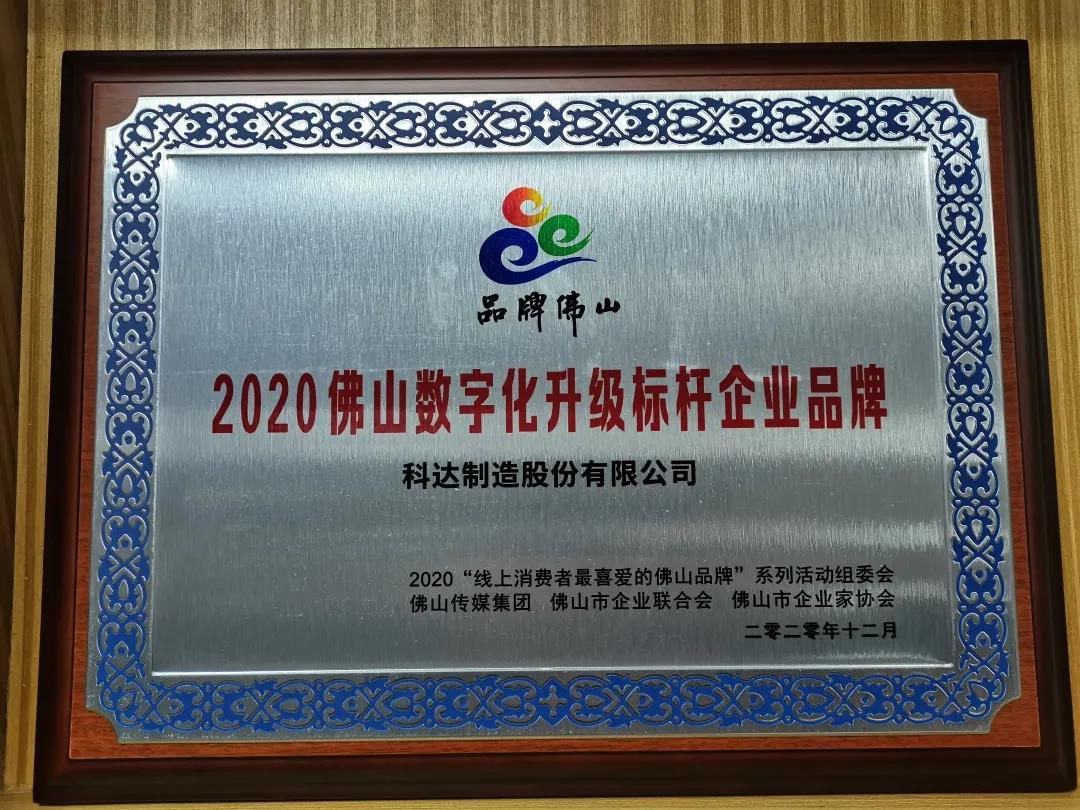 品牌佛山
2020佛山数字化升级标杆企业品牌
科达制造股份有限公司
2020“线上消费者最喜爱的佛山品牌”系列活动组委会
佛山传媒集团 佛山市企业联合会 佛山市企业家协会
二零二零年十二月